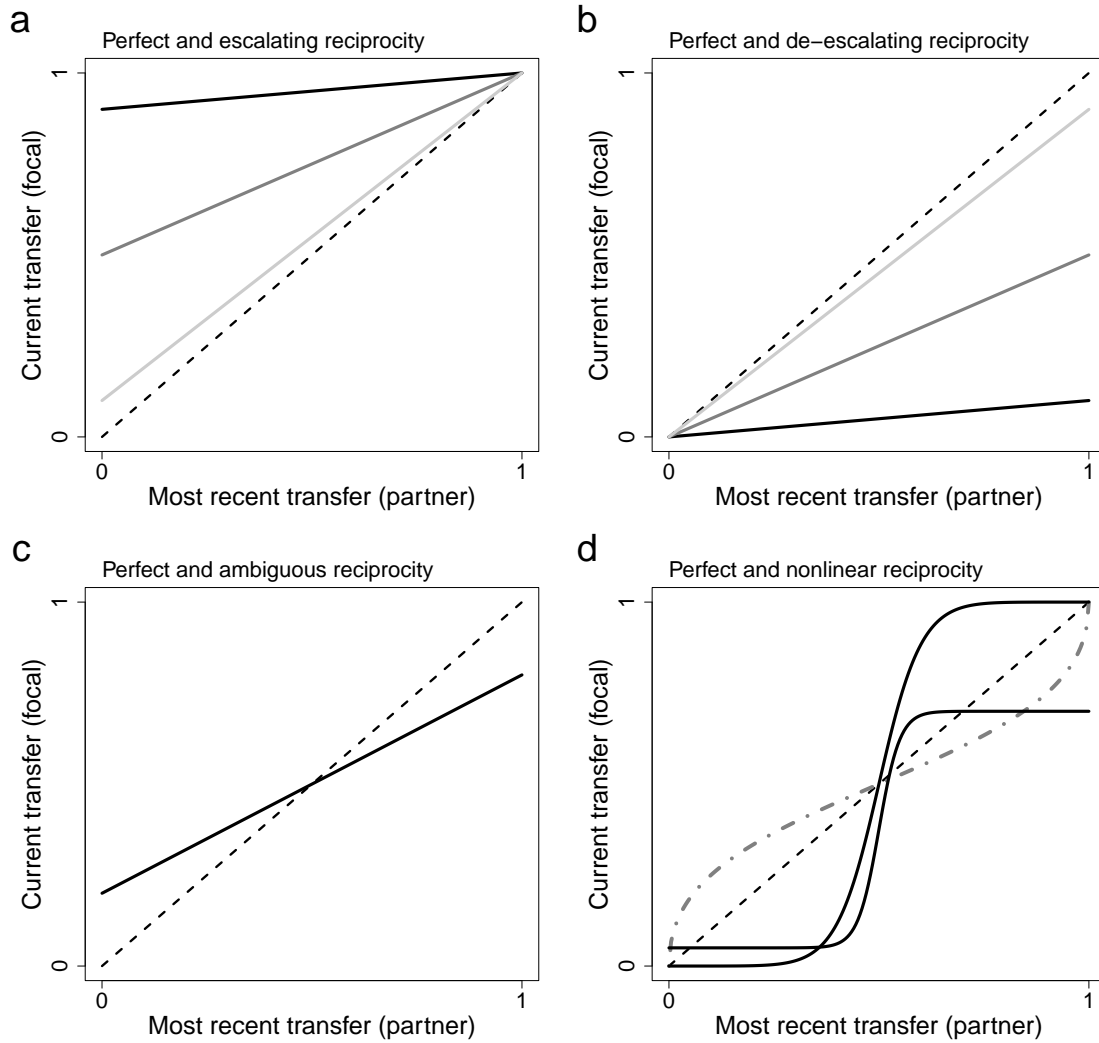 a
Perfect and escalating reciprocity
1
Current transfer (focal)
0
0
1
Most recent transfer (partner)
b
Perfect and de−escalating reciprocity
1
Current transfer (focal)
0
0
1
Most recent transfer (partner)
c
Perfect and ambiguous reciprocity
1
Current transfer (focal)
0
0
1
Most recent transfer (partner)
d
Perfect and nonlinear reciprocity
1
Current transfer (focal)
0
0
1
Most recent transfer (partner)